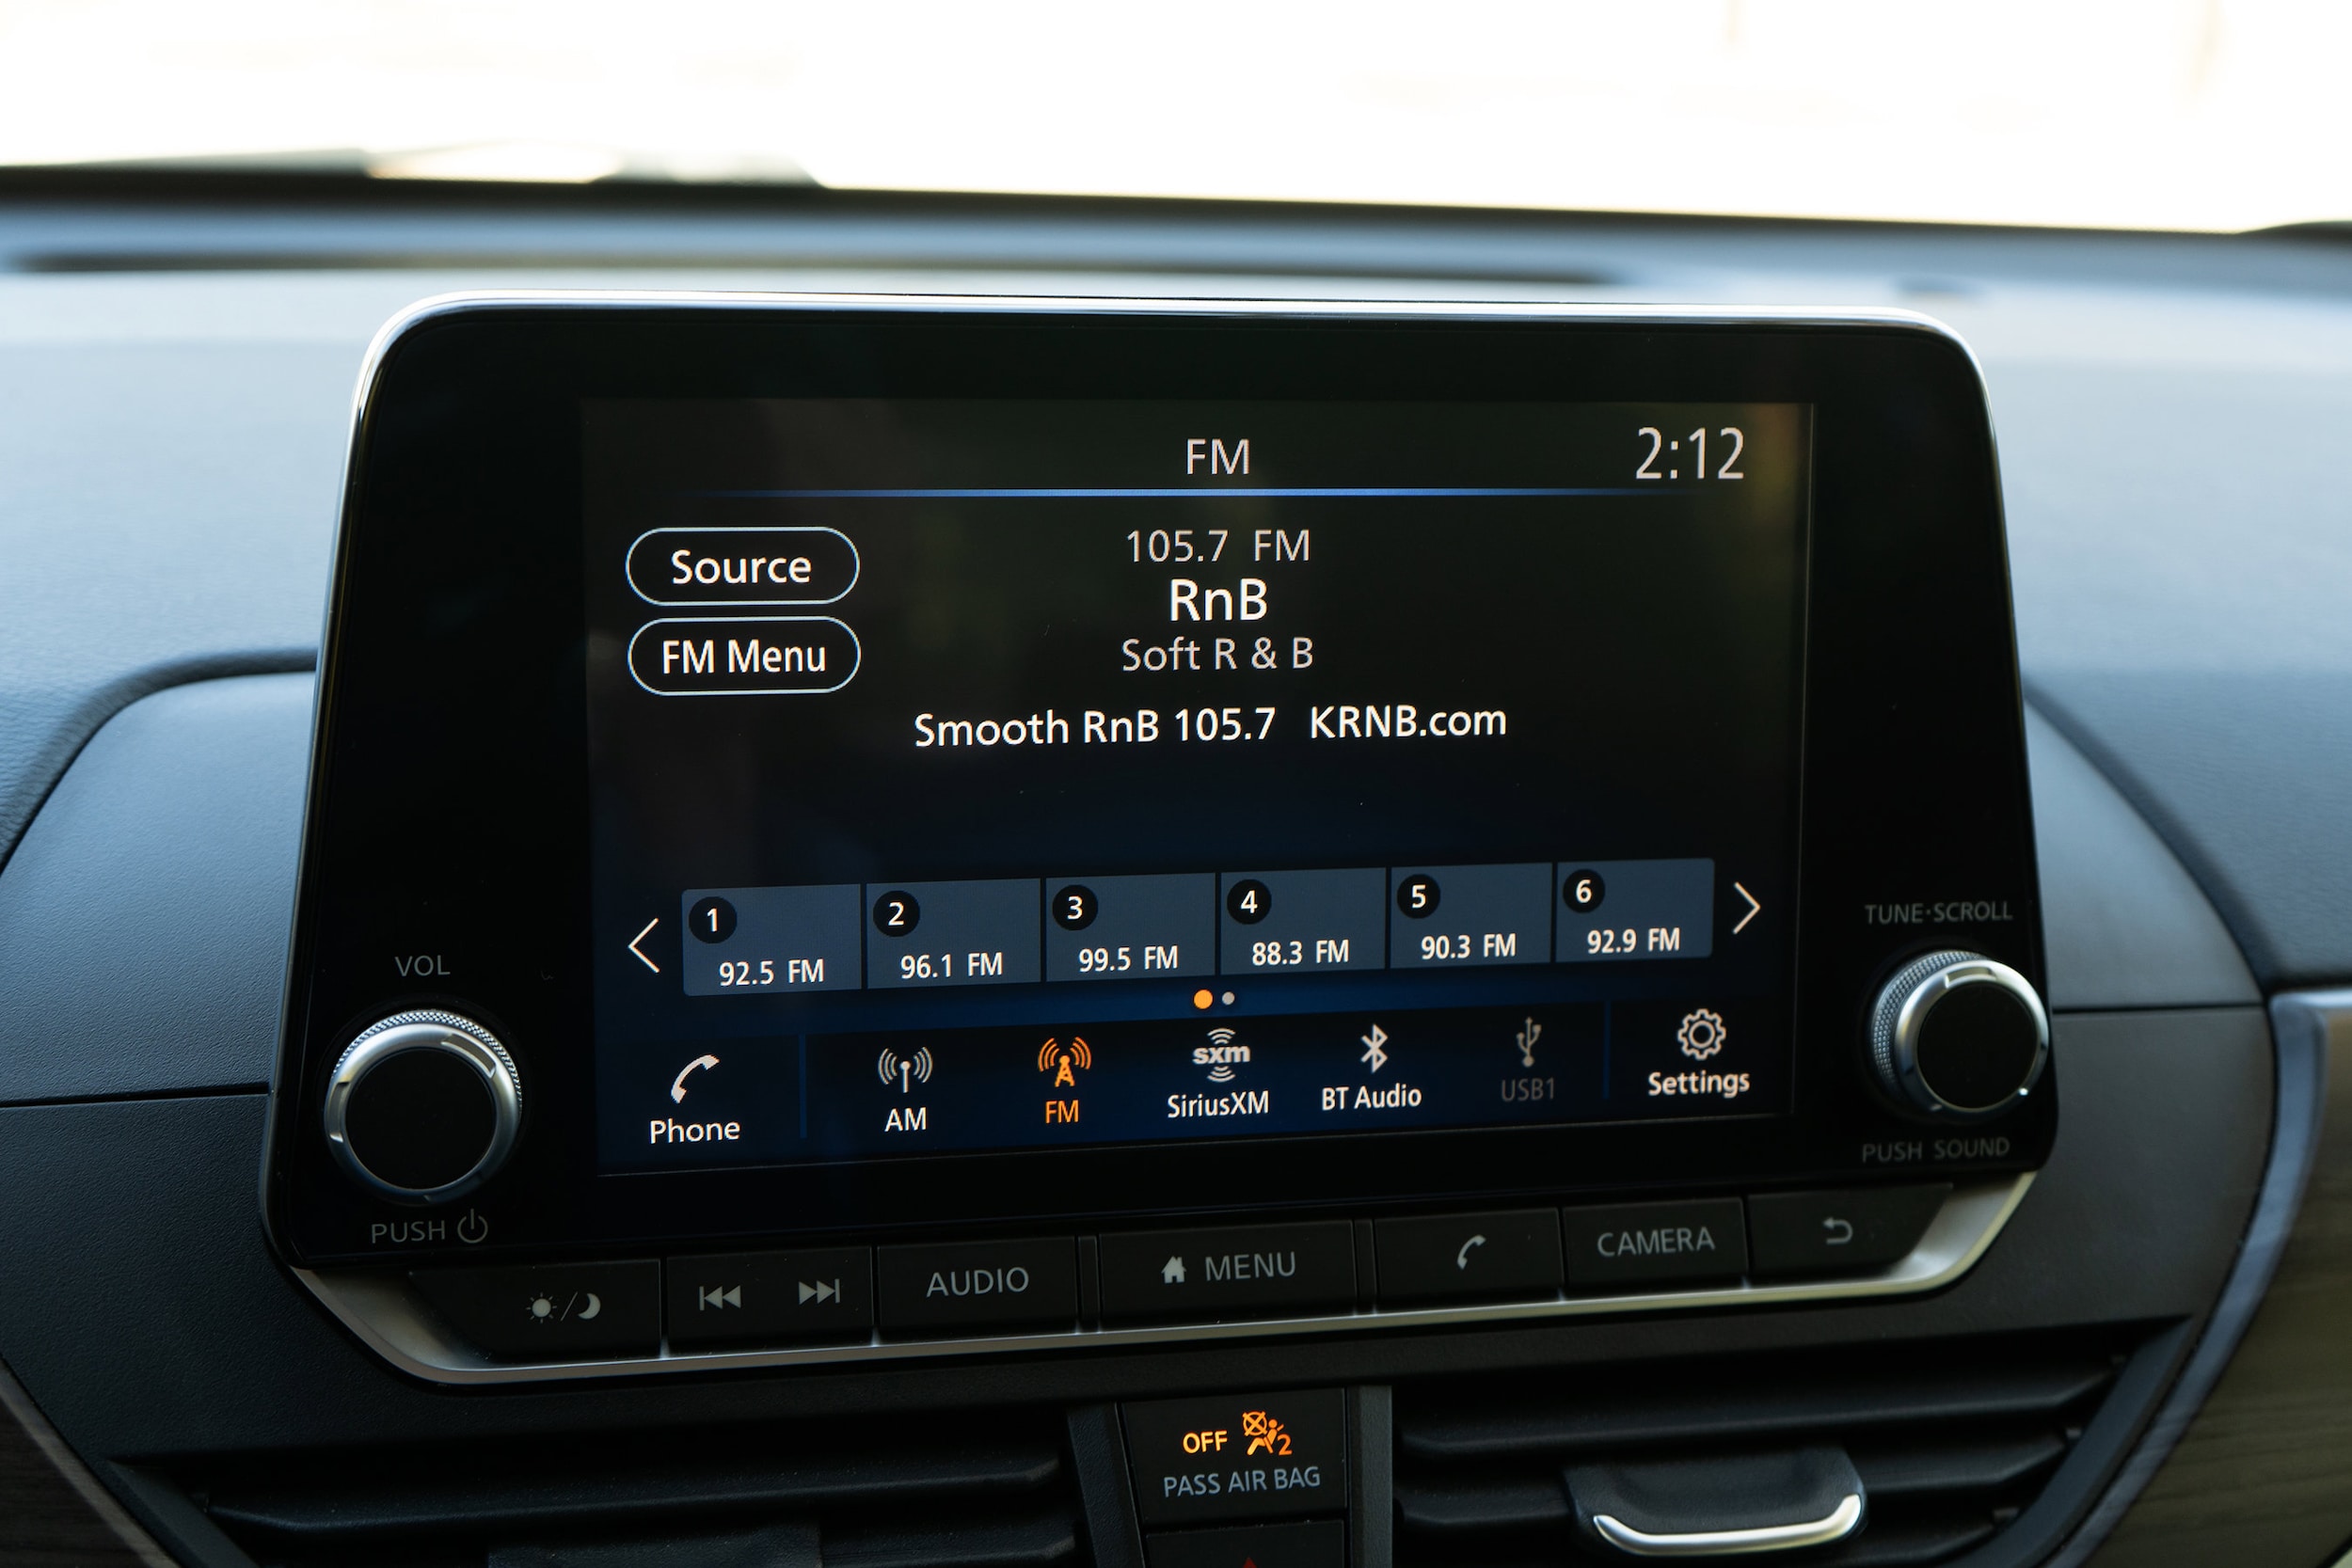 FM
2:12
Source
105.7 FM
RnB
FM Menu
Soft R & B
Smooth RnB 105.7 KRNB.com
1
92.5 FM
2
96.1 FM
3
99.5 FM
4
88.3 FM
5
90.3 FM
6
92.9 FM
Phone
AM
FM
sxm
SiriusXM
BT Audio
USB1
Settings
VOL
PUSH
TUNE·SCROLL
PUSH SOUND
AUDIO
MENU
CAMERA
OFF 2
PASS AIR BAG